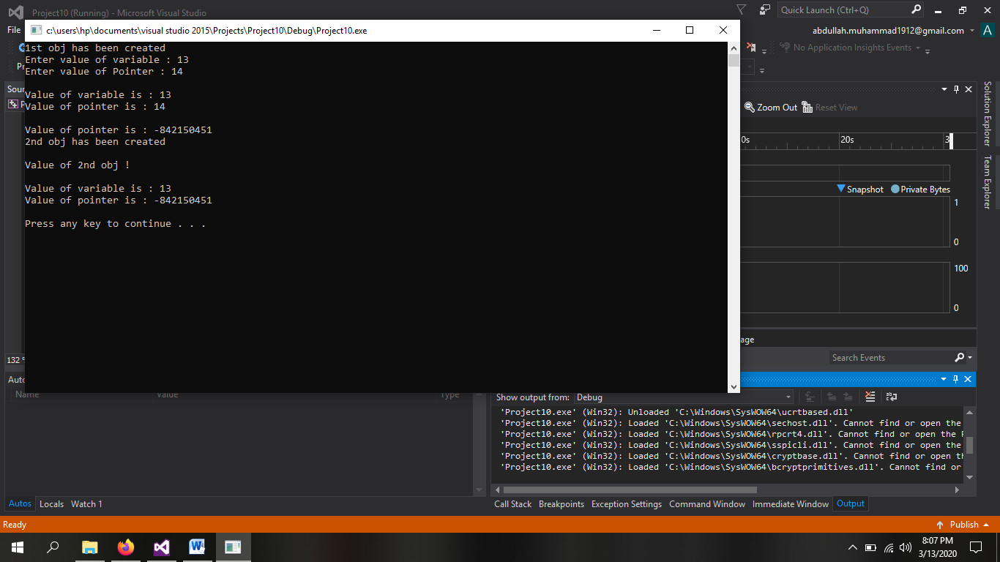 Project10 (Running) - Microsoft Visual Studio
Quick Launch (Ctrl+Q)
File
abdullah.muhammad1912@gmail.com
A
No Application Insights Events
c:\users\hp\documents\visual studio 2015\Projects\Project10\Debug\Project10.exe
1st obj has been created
Enter value of variable : 13
Enter value of Pointer : 14
Value of variable is : 13
Value of pointer is : 14
Value of pointer is : -842150451
2nd obj has been created
Value of 2nd obj !
Value of variable is : 13
Value of pointer is : -842150451
Press any key to continue . . .
Zoom Out Reset View
0s 20s 3
Snapshot Private Bytes
1
0
100
0
age
Search Events
Solution Explorer
Team Explorer
132 %
Auto
Name Value Type
Show output from: Debug
'Project10.exe' (Win32): Unloaded 'C:\Windows\SysWOW64\ucrtbased.dll'
'Project10.exe' (Win32): Loaded 'C:\Windows\SysWOW64\sechost.dll'. Cannot find or open the
'Project10.exe' (Win32): Loaded 'C:\Windows\SysWOW64\rpcrt4.dll'. Cannot find or open the P
'Project10.exe' (Win32): Loaded 'C:\Windows\SysWOW64\sspicli.dll'. Cannot find or open the
'Project10.exe' (Win32): Loaded 'C:\Windows\SysWOW64\cryptbase.dll'. Cannot find or open th
'Project10.exe' (Win32): Loaded 'C:\Windows\SysWOW64\bcryptprimitives.dll'. Cannot find or
Autos Locals Watch 1
Call Stack Breakpoints Exception Settings Command Window Immediate Window Output
Ready
Publish
8:07 PM
3/13/2020